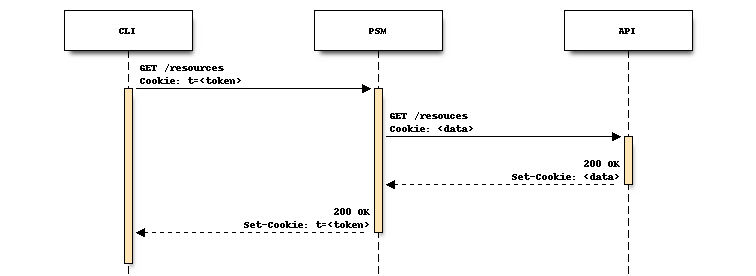 CLI
PSM
API
GET /resources
Cookie: t=<token>
GET /resouces
Cookie: <data>
200 OK
Set-Cookie: <data>
200 OK
Set-Cookie: t=<token>